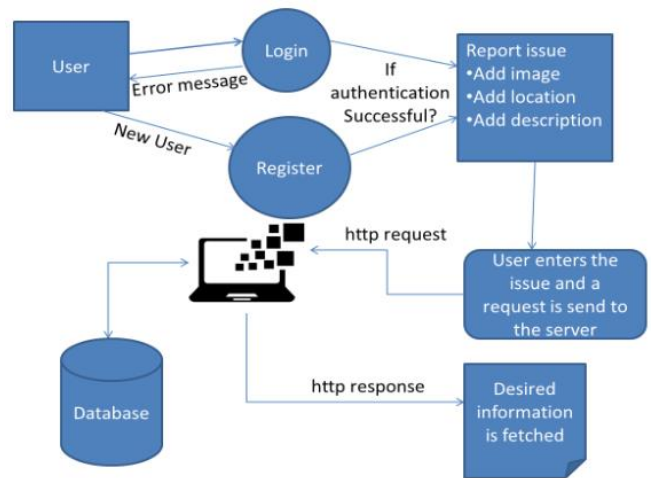 User
Login
Error message
New User
Register
If
authentication
Successful?
Report issue
•Add image
•Add location
•Add description
http request
User enters the
issue and a
request is send to
the server
Database
http response
Desired
information
is fetched